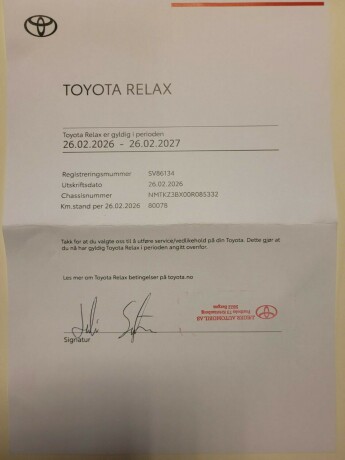 TOYOTA RELAX
Toyota Relax er gyldig i perioden
26.02.2026 - 26.02.2027
Registreringsnummer SV86134
Utskriftsdato 26.02.2026
Chassisnummer NMTKZ3BX00R085332
Km.stand per 26.02.2026 80078
Takk for at du valgte oss til å utføre service/vedlikehold på din Toyota. Dette gjør at
du nå har gyldig Toyota Relax i perioden angitt ovenfor.
Les mer om Toyota Relax betingelser på toyota.no
Signatur